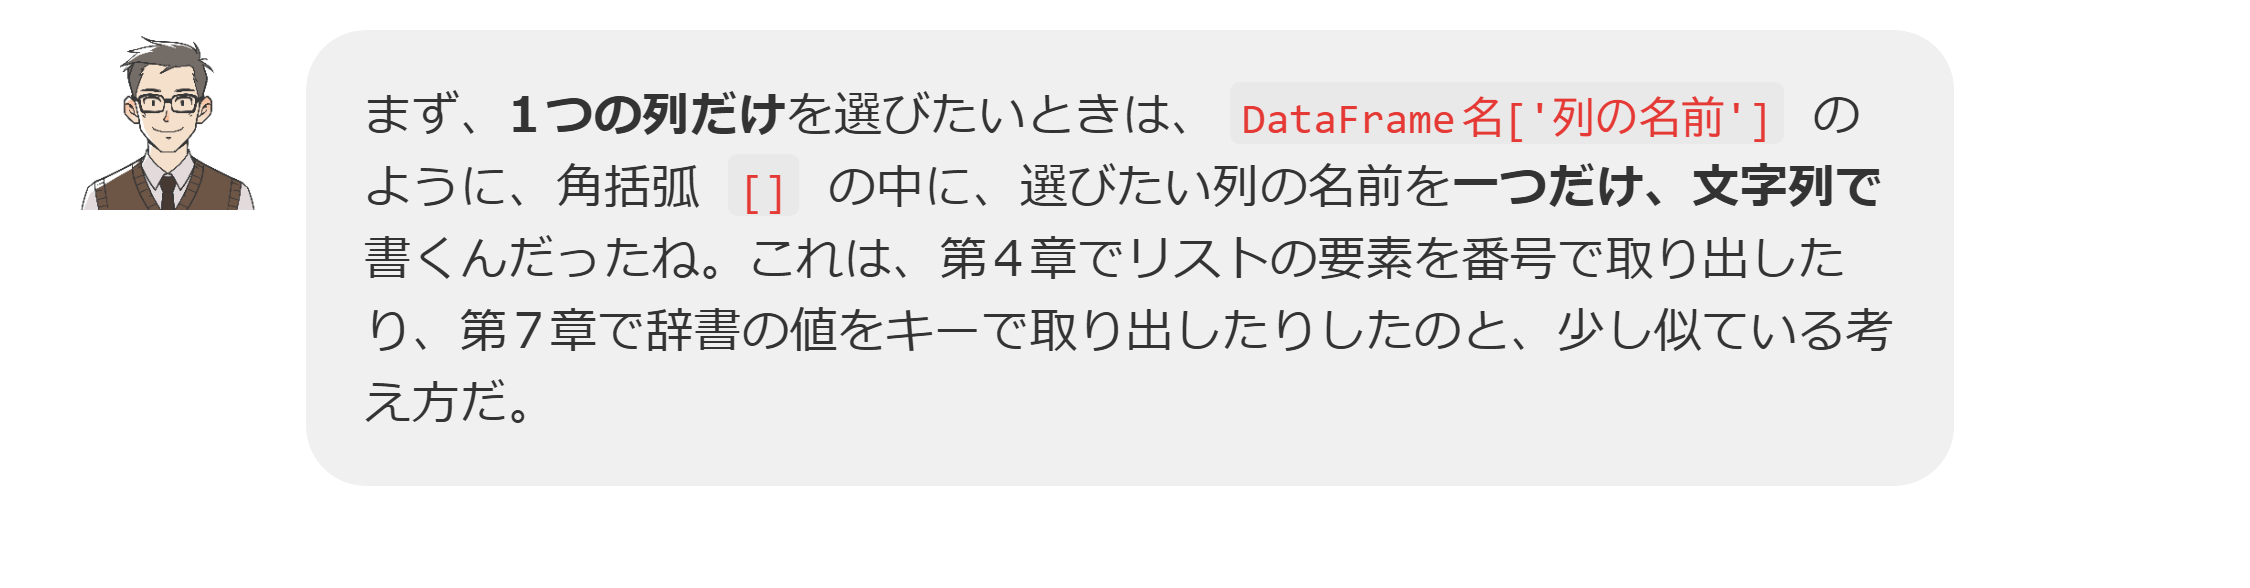 まず、１つの列だけを選びたいときは、 DataFrame名['列の名前'] の
ように、角括弧 [] の中に、選びたい列の名前を一つだけ、文字列で
書くんだったね。これは、第４章でリストの要素を番号で取り出した
り、第７章で辞書の値をキーで取り出したりしたのと、少し似ている考
え方だ。